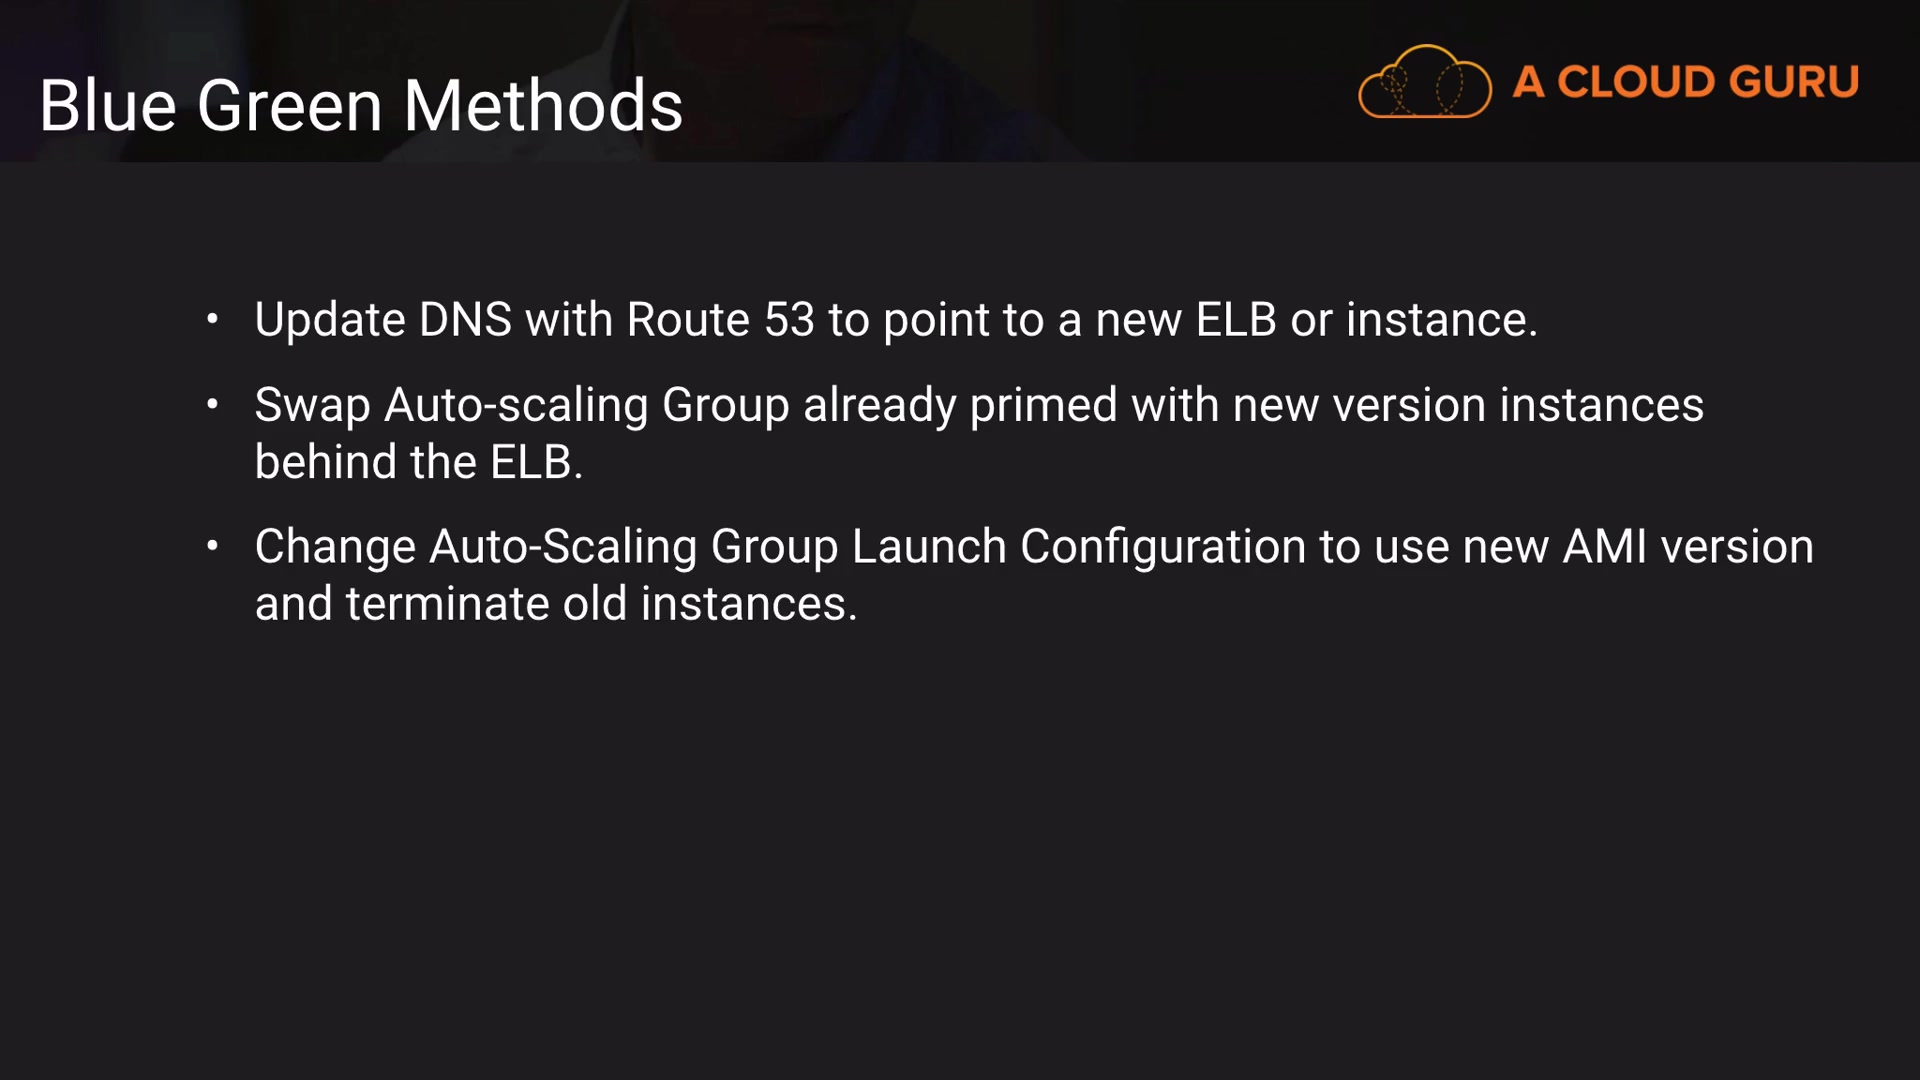 Blue Green Methods
A CLOUD GURU
• Update DNS with Route 53 to point to a new ELB or instance.
• Swap Auto-scaling Group already primed with new version instances
behind the ELB.
• Change Auto-Scaling Group Launch Configuration to use new AMI version
and terminate old instances.